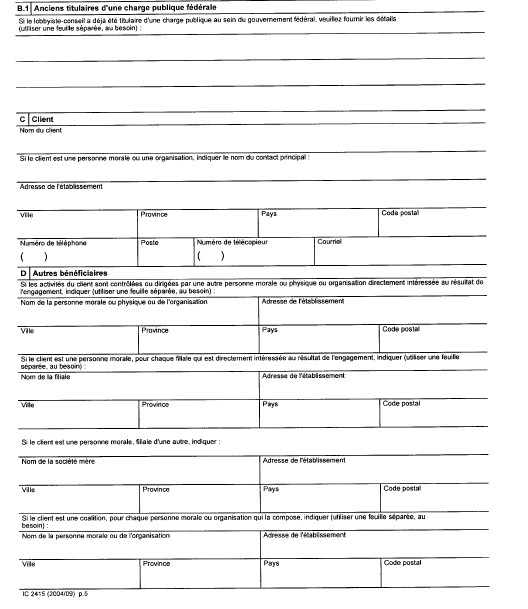 B.1 Anciens titulaires d'une charge publique fédérale
Si le lobbyiste-conseil a déjà été titulaire d'une charge publique au sein du gouvernement fédéral, veuillez fournir les détails
(utiliser une feuille séparée, au besoin) :
C Client
Nom du client
Si le client est une personne morale ou une organisation, indiquer le nom du contact principal :
Adresse de l'établissement
Ville Province Pays Code postal
Numéro de téléphone Poste Numéro de télécopieur Courriel
( ) ( )
D Autres bénéficiaires
Si les activités du client sont contrôlées ou dirigées par une autre personne morale ou physique ou organisation directement intéressée au résultat de
l'engagement, indiquer (utiliser une feuille séparée, au besoin) :
Nom de la personne morale ou physique ou de l'organisation Adresse de l'établissement
Ville Province Pays Code postal
Si le client est une personne morale, pour chaque filiale qui est directement intéressée au résultat de l'engagement, indiquer (utiliser une feuille
séparée, au besoin) :
Nom de la filiale Adresse de l'établissement
Ville Province Pays Code postal
Si le client est une personne morale, filiale d'une autre, indiquer :
Nom de la société mère Adresse de l'établissement
Ville Province Pays Code postal
Si le client est une coalition, pour chaque personne morale ou organisation qui la compose, indiquer (utiliser une feuille séparée, au
besoin) :
Nom de la personne morale ou de l'organisation Adresse de l'établissement
Ville Province Pays Code postal
IC 2415 (2004/09) p.5